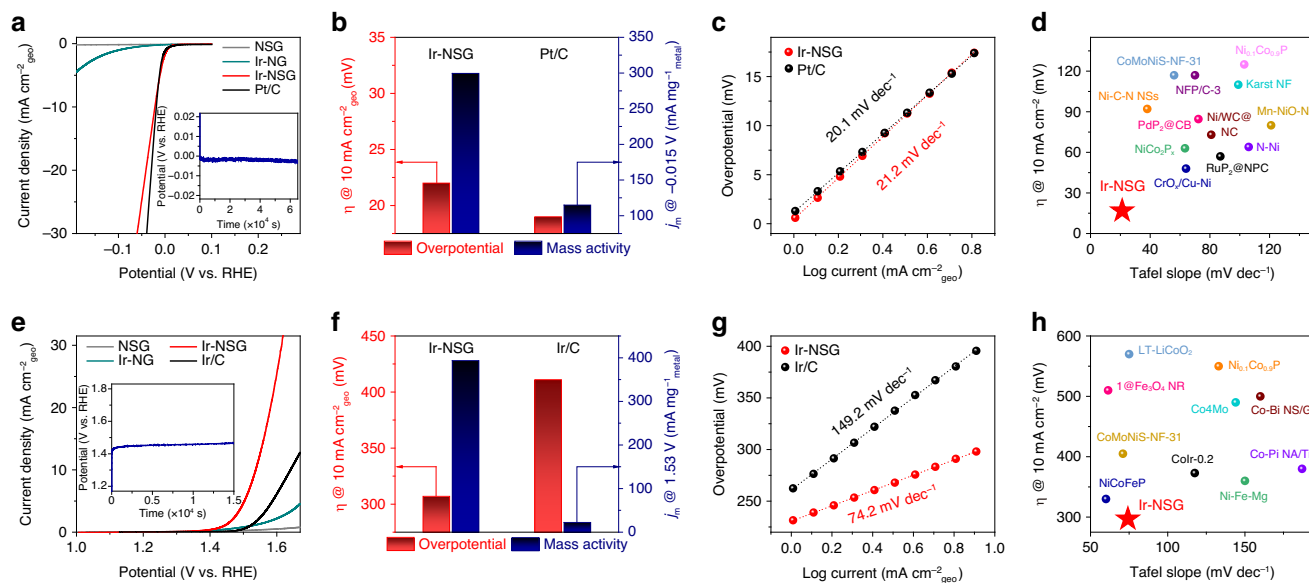 a
0
−10
−20
−30
Current density (mA cm⁻²geo)
NSG
Ir-NG
Ir-NSG
Pt/C
0.02
0.01
0.00
−0.01
−0.02
Potential (V vs. RHE)
0
2
4
6
Time (×10⁴ s)
−0.1
0.0
0.1
0.2
Potential (V vs. RHE)
b
35
30
25
20
η @ 10 mA cm⁻²geo (mV)
Ir-NSG
Pt/C
350
300
250
200
150
100
jm @ −0.015 V (mA mg⁻¹metal)
Overpotential
Mass activity
c
20
15
10
5
0
Overpotential (mV)
Ir-NSG
Pt/C
20.1 mV dec⁻¹
21.2 mV dec⁻¹
0.0
0.2
0.4
0.6
0.8
Log current (mA cm⁻²geo)
d
150
120
90
60
30
0
η @ 10 mA cm⁻² (mV)
Ni0.1Co0.9P
CoMoNiS-NF-31
NFP/C-3
Karst NF
Ni-C-N NSs
PdP₂@CB
Ni/WC@
NC
Mn-NiO-N
NiCo₂Pₓ
N-Ni
RuP₂@NPC
CrOₓ/Cu-Ni
Ir-NSG
0
40
80
120
Tafel slope (mV dec⁻¹)
e
30
20
10
0
Current density (mA cm⁻²geo)
NSG
Ir-NG
Ir-NSG
Ir/C
1.8
1.6
1.4
1.2
Potential (V vs. RHE)
0.0
0.5
1.0
1.5
Time (×10⁴ s)
1.0
1.2
1.4
1.6
Potential (V vs. RHE)
f
450
400
350
300
η @ 10 mA cm⁻²geo (mV)
Ir-NSG
Ir/C
400
300
200
100
0
jm @ 1.53 V (mA mg⁻¹metal)
Overpotential
Mass activity
g
400
350
300
250
Overpotential (mV)
Ir-NSG
Ir/C
149.2 mV dec⁻¹
74.2 mV dec⁻¹
0.0
0.2
0.4
0.6
0.8
1.0
Log current (mA cm⁻²geo)
h
600
500
400
300
η @ 10 mA cm⁻² (mV)
LT-LiCoO₂
Ni0.1Co0.9P
1@Fe₃O₄ NR
Co4Mo
Co-Bi NS/G
CoMoNiS-NF-31
CoIr-0.2
NiCoFeP
Ni-Fe-Mg
Ir-NSG
50
100
150
Tafel slope (mV dec⁻¹)